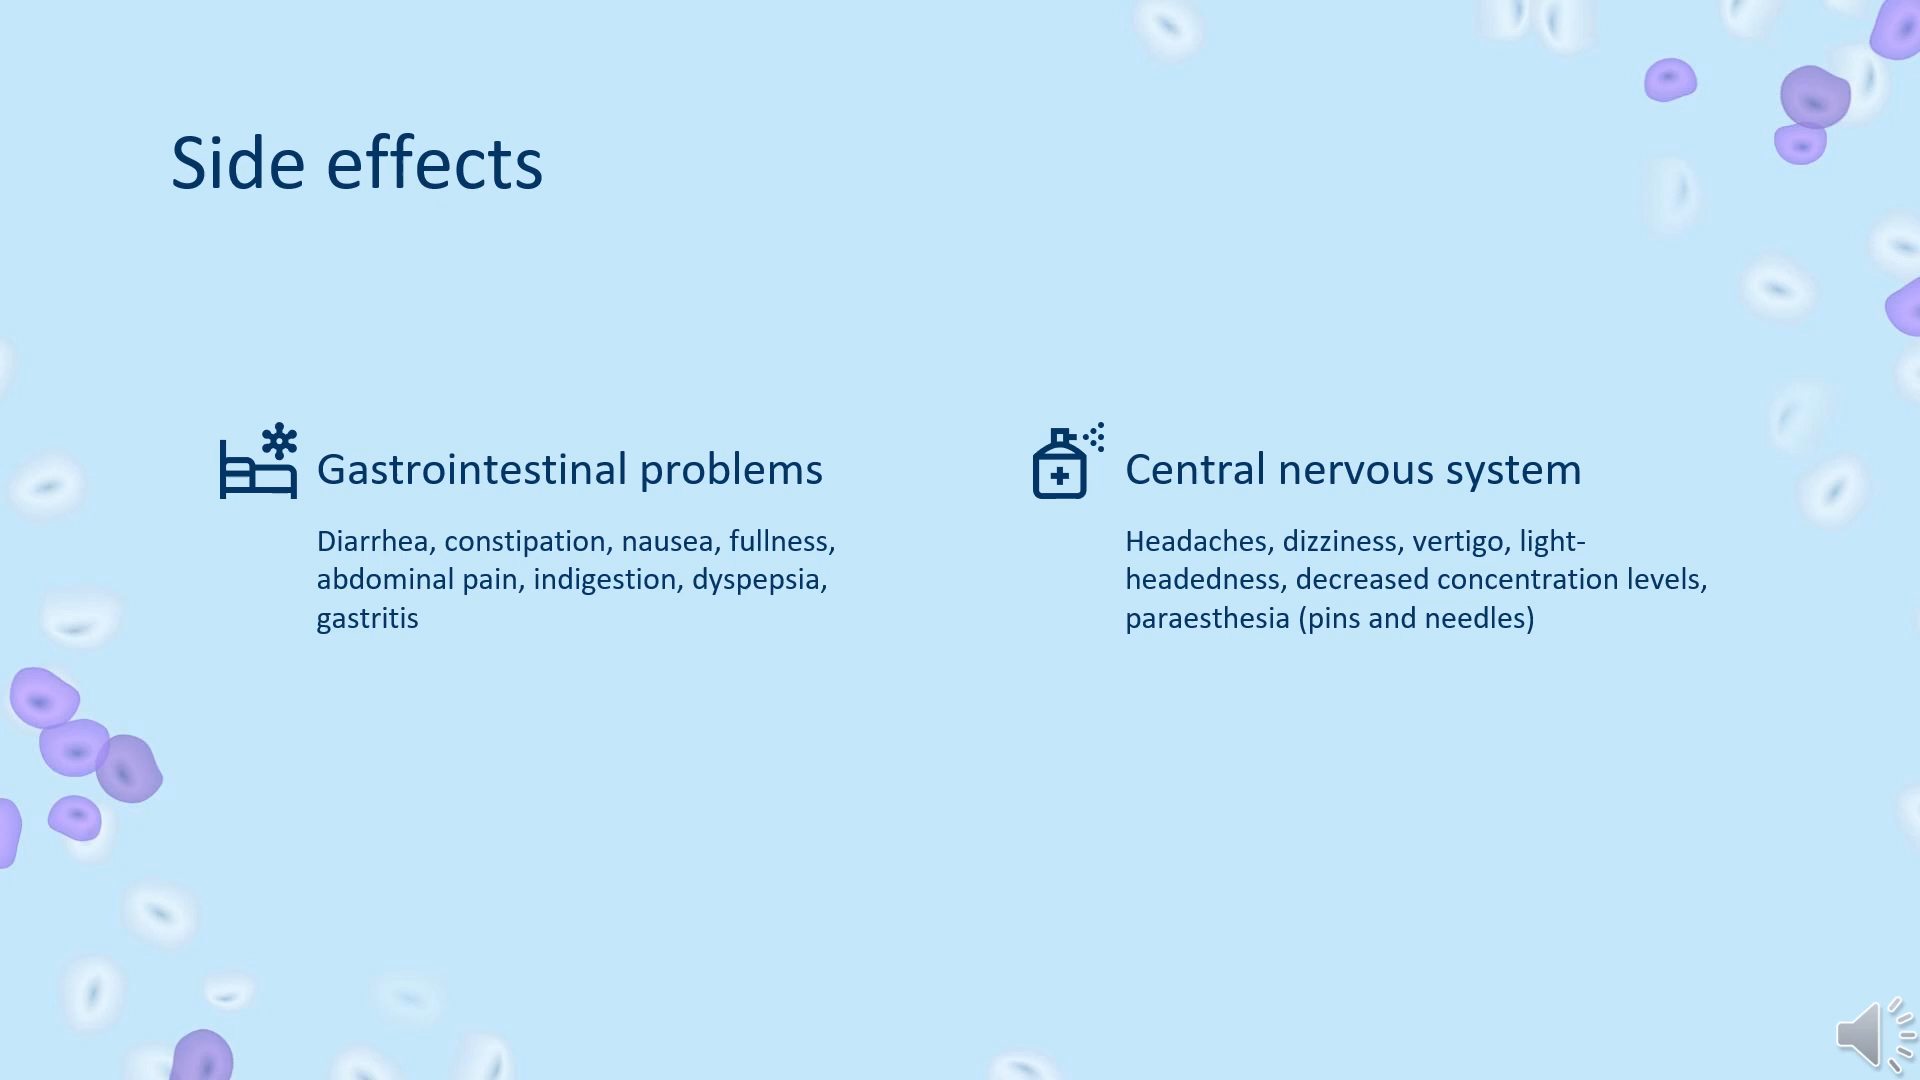 Side effects
Gastrointestinal problems
Diarrhea, constipation, nausea, fullness,
abdominal pain, indigestion, dyspepsia,
gastritis
Central nervous system
Headaches, dizziness, vertigo, light-
headedness, decreased concentration levels,
paraesthesia (pins and needles)